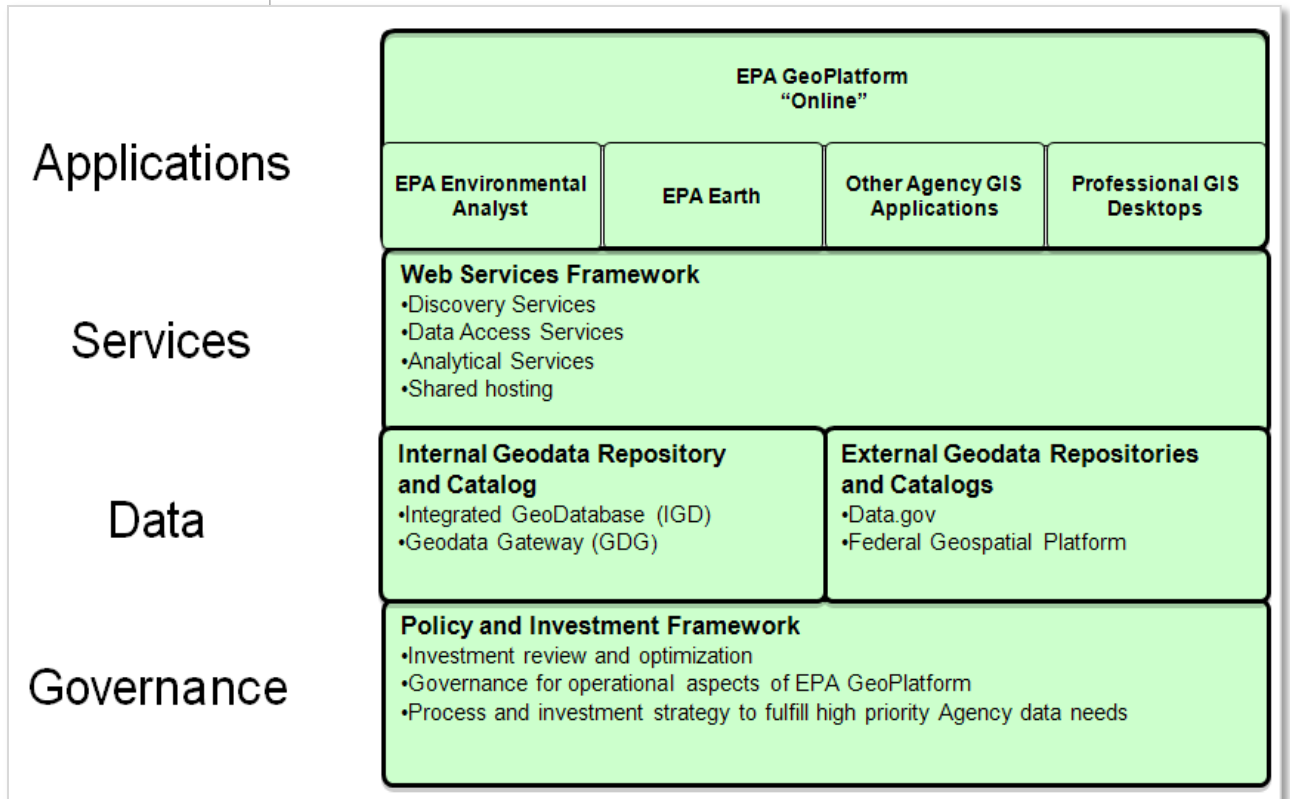 Applications
EPA GeoPlatform
“Online”
EPA Environmental
Analyst
EPA Earth
Other Agency GIS
Applications
Professional GIS
Desktops
Services
Web Services Framework
•Discovery Services
•Data Access Services
•Analytical Services
•Shared hosting
Data
Internal Geodata Repository
and Catalog
•Integrated GeoDatabase (IGD)
•Geodata Gateway (GDG)
External Geodata Repositories
and Catalogs
•Data.gov
•Federal Geospatial Platform
Governance
Policy and Investment Framework
•Investment review and optimization
•Governance for operational aspects of EPA GeoPlatform
•Process and investment strategy to fulfill high priority Agency data needs